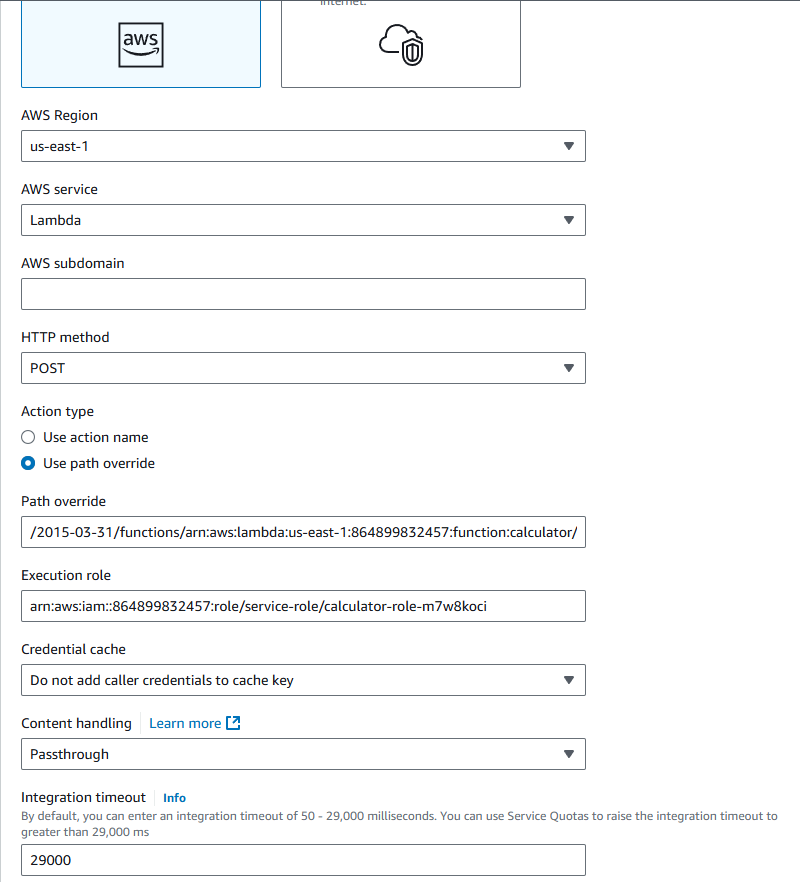 internet.
aws
AWS Region
us-east-1
AWS service
Lambda
AWS subdomain
HTTP method
POST
Action type
Use action name
Use path override
Path override
/2015-03-31/functions/arn:aws:lambda:us-east-1:864899832457:function:calculator/
Execution role
arn:aws:iam::864899832457:role/service-role/calculator-role-m7w8koci
Credential cache
Do not add caller credentials to cache key
Content handling Learn more
Passthrough
Integration timeout Info
By default, you can enter an integration timeout of 50 - 29,000 milliseconds. You can use Service Quotas to raise the integration timeout to
greater than 29,000 ms
29000